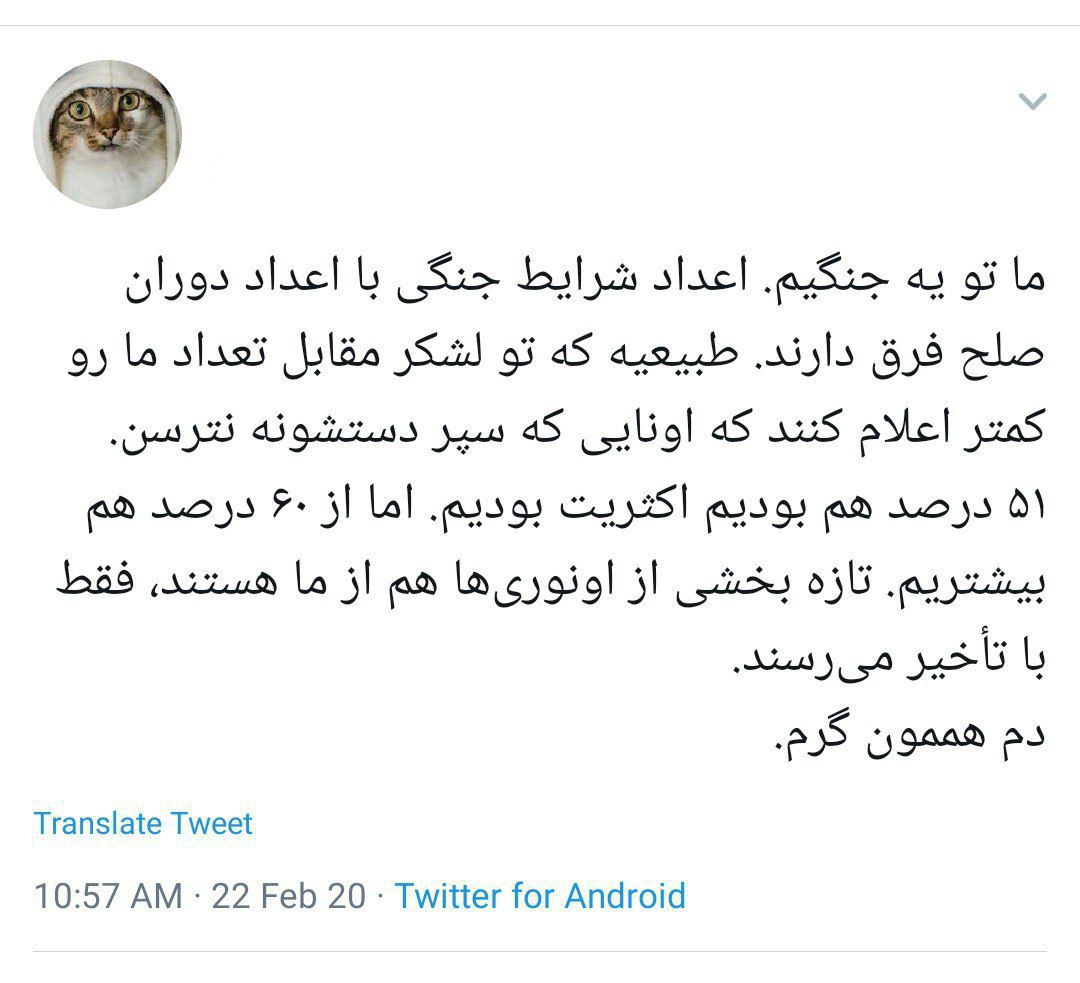 ما تو یه جنگیم. اعداد شرایط جنگی با اعداد دوران
صلح فرق دارند. طبیعیه که تو لشکر مقابل تعداد ما رو
کمتر اعلام کنند که اونایی که سپر دستشونه نترسن.
۵۱ درصد هم بودیم اکثریت بودیم. اما از ۶۰ درصد هم
بیشتریم. تازه بخشی از اونوری‌ها هم از ما هستند، فقط
با تأخیر می‌رسند.
دم هممون گرم.
Translate Tweet
10:57 AM · 22 Feb 20 · Twitter for Android